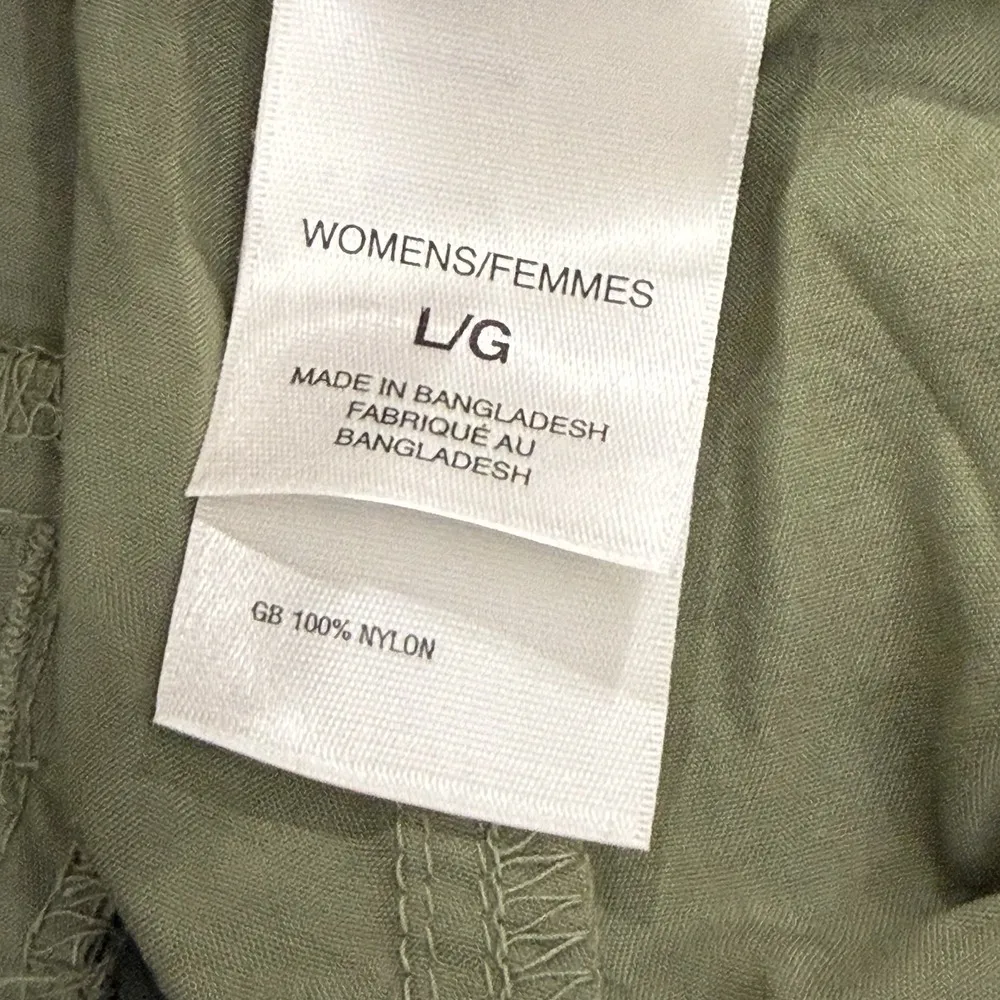 WOMENS/FEMMES
L/G
MADE IN BANGLADESH
FABRIQUÉ AU
BANGLADESH
GB 100% NYLON